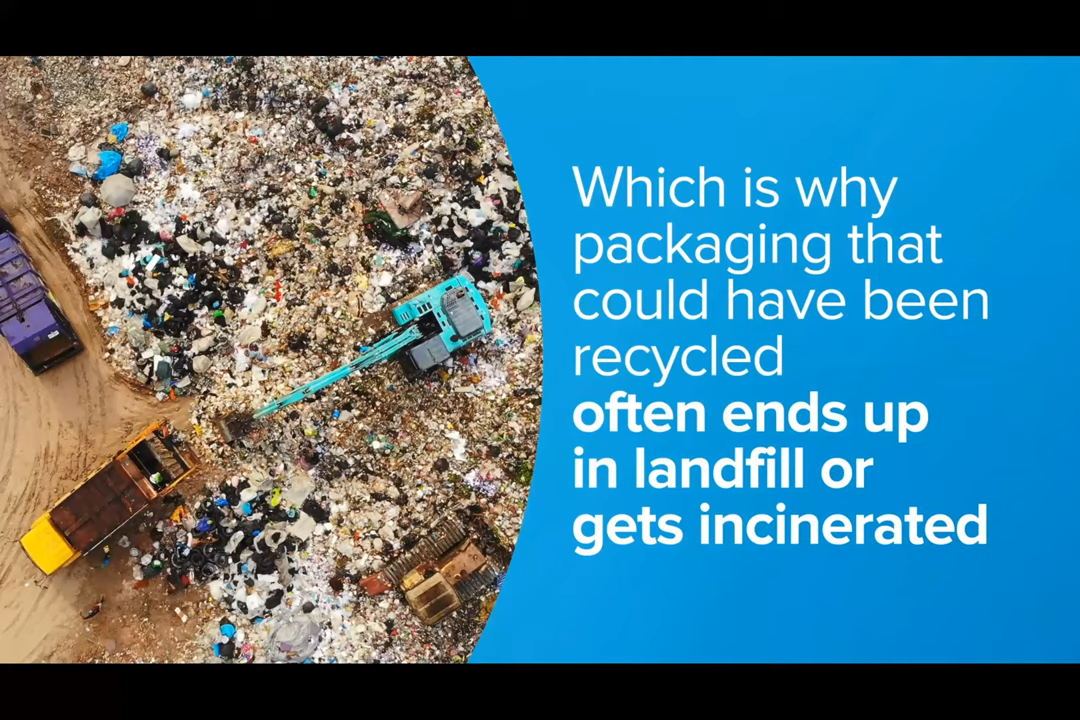 Which is why
packaging that
could have been
recycled
often ends up
in landfill or
gets incinerated